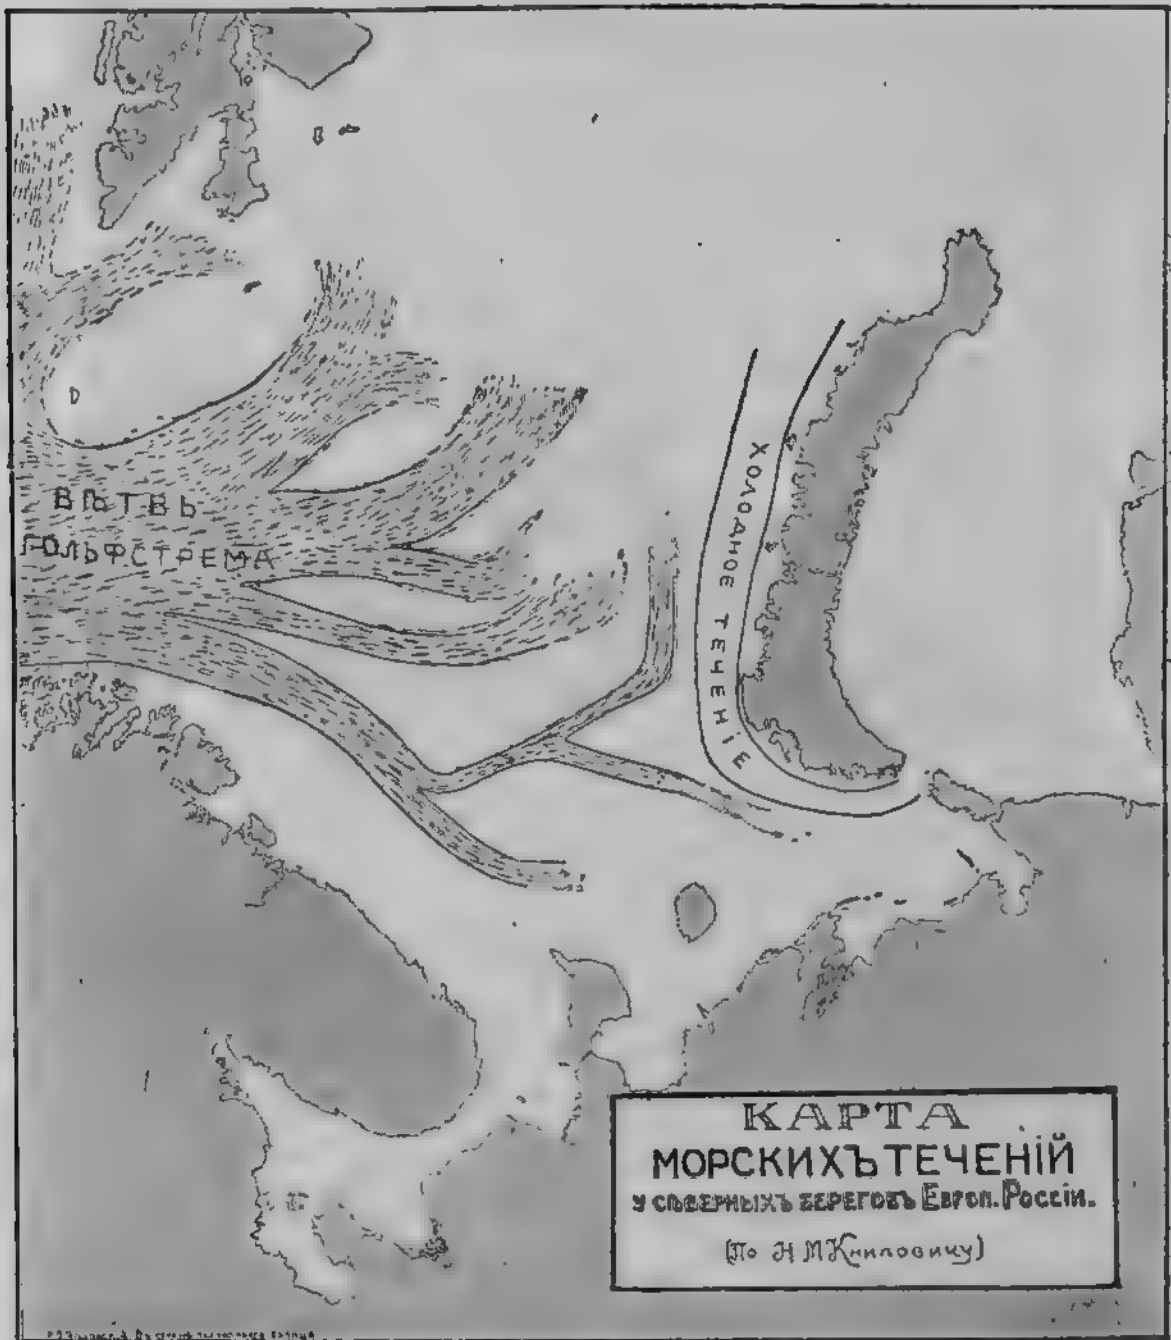 ВѢТВЬ
ГОЛЬФСТРЕМА
ХОЛОДНОЕ ТЕЧЕНІЕ
КАРТА
МОРСКИХЪ ТЕЧЕНІЙ
У СѢВЕРНЫХЪ БЕРЕГОВЪ ЕВРОП. РОССІИ.
(По Н М Книповичу)